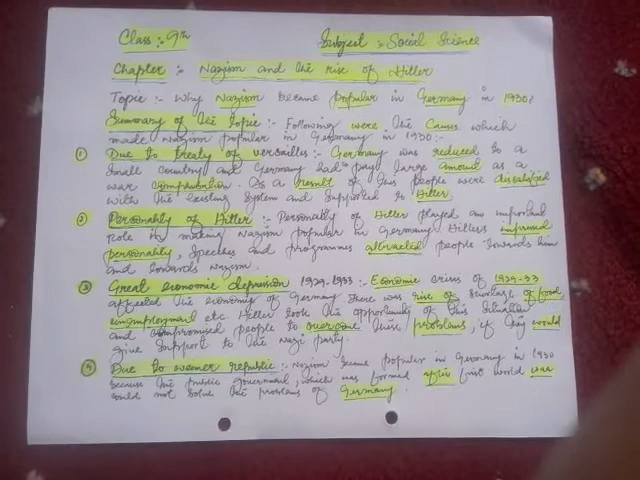 Class :- 9th Subject :- Social Science
Chapter :- Nazism and the rise of Hitler
Topic :- Why Nazism became popular in Germany in 1930?
Summary of the topic :- Following were the causes which
made Nazism popular in Germany in 1930:-
① Due to treaty of versailles :- Germany was reduced to a
small country and Germany had to pay large amount as a
war compensation. As a result of this people were dissatisfied
with the existing system and supported to Hitler.
② Personality of Hitler :- Personality of Hitler played an important
role in making Nazism popular in Germany Hitler's
personality, speeches and programmes attracted people towards him
and towards Nazism.
③ Great economic depression 1929-1933 :- Economic crises of 1929-33
affected the economy of Germany there was rise of shortage of food,
unemployment etc. Hitler took the opportunity of this situation
and people to overcome these problems, if they would
give support to the Nazi party.
④ Due to weimer republic :- Nazism became popular in Germany in 1930
because the which was formed after first world war
could not solve the problems of Germany.